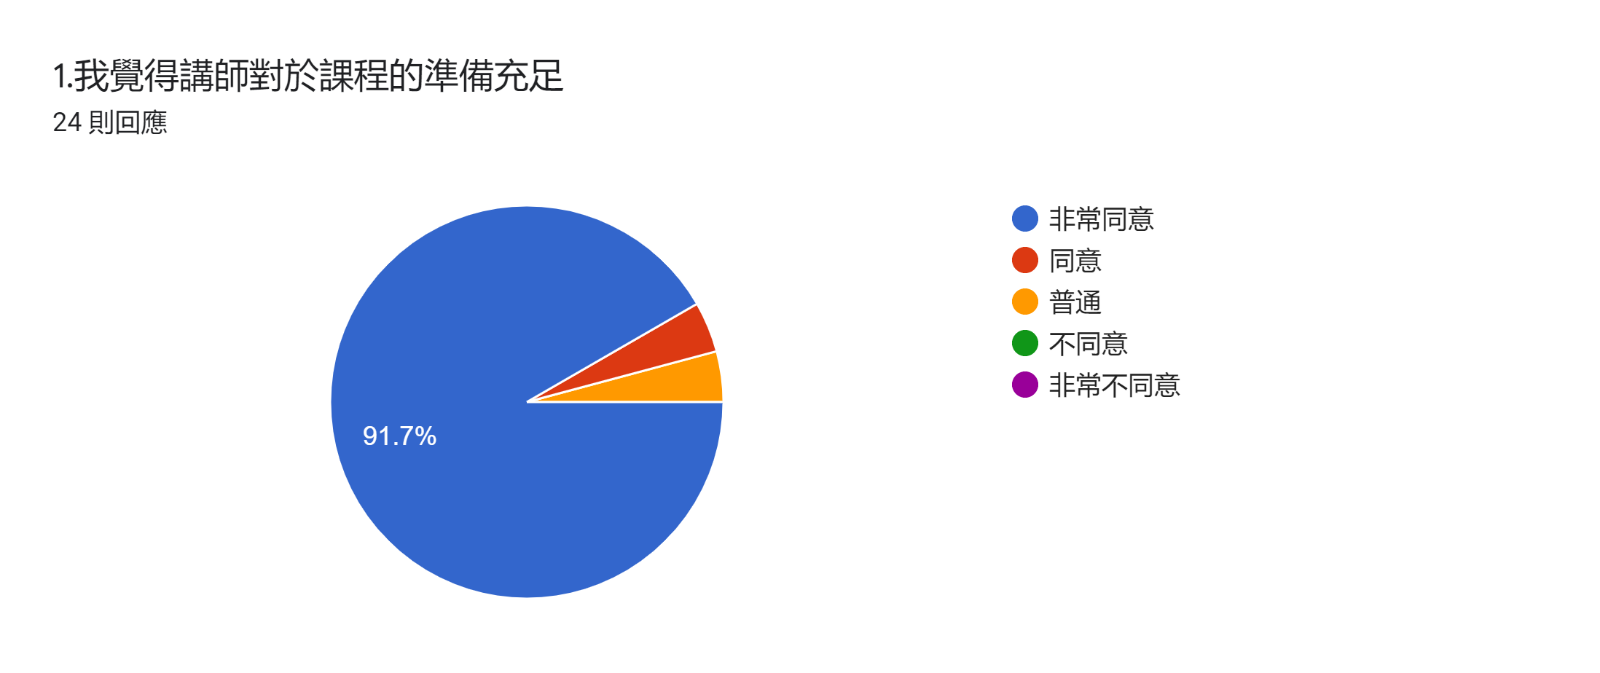 1.我覺得講師對於課程的準備充足
24 則回應
非常同意
同意
普通
不同意
非常不同意
91.7%